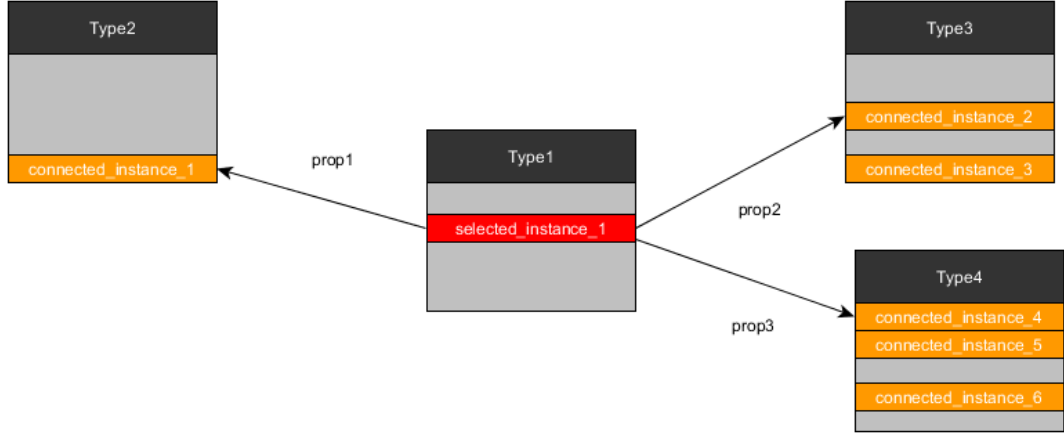 Type2
connected_instance_1
prop1
Type1
selected_instance_1
prop2
prop3
Type3
connected_instance_2
connected_instance_3
Type4
connected_instance_4
connected_instance_5
connected_instance_6